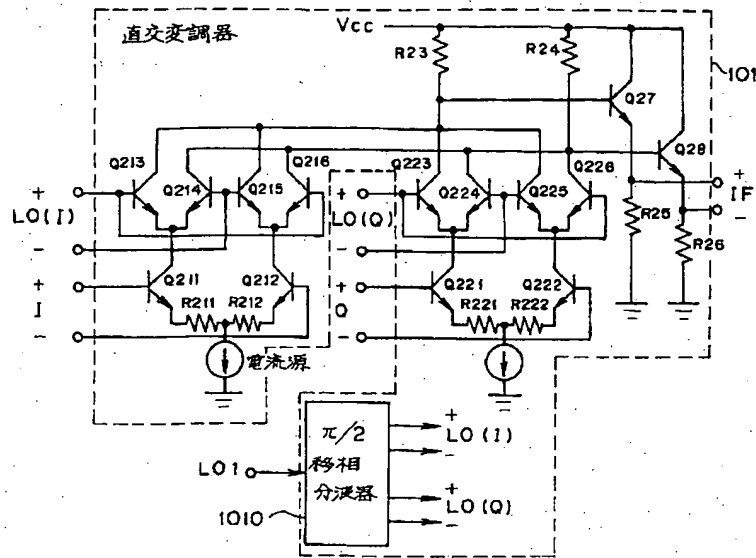 直交変調器
Vcc
R23
R24
101
Q27
Q28
Q213
Q214
Q215
Q216
Q223
Q224
Q225
Q226
+
LO(I)
−
+
LO(Q)
−
+
IF
−
R25
R26
+
I
−
Q211
Q212
R211
R212
+
Q
−
Q221
Q222
R221
R222
電流源
LO1
π/2
移相
分波器
1010
+
LO(I)
−
+
LO(Q)
−